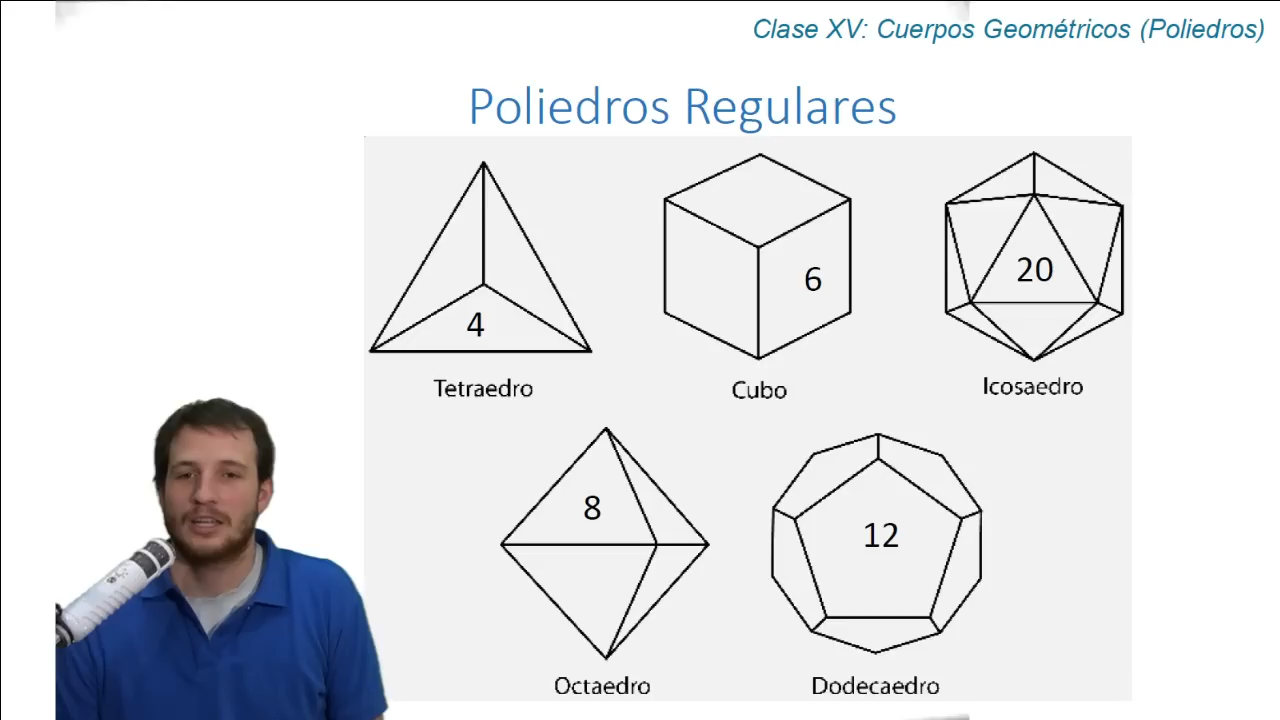 Clase XV: Cuerpos Geométricos (Poliedros)
Poliedros Regulares
4
6
20
Tetraedro
Cubo
Icosaedro
8
12
Octaedro
Dodecaedro